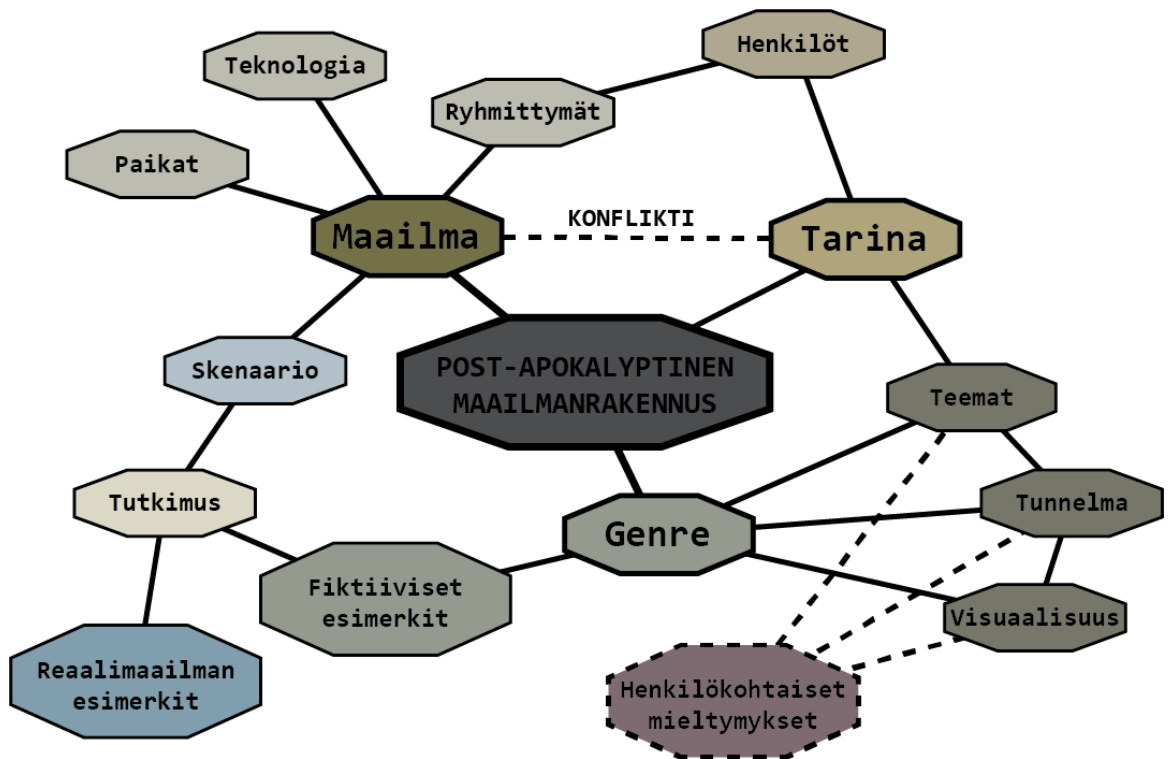 Henkilöt
Teknologia
Ryhmittymät
Paikat
KONFLIKTI
Maailma
Tarina
Skenaario
POST-APOKALYPTINEN
MAAILMANRAKENNUS
Teemat
Tutkimus
Tunnelma
Genre
Fiktiiviset
esimerkit
Visuaalisuus
Reaalimaailman
esimerkit
Henkilökohtaiset
mieltymykset